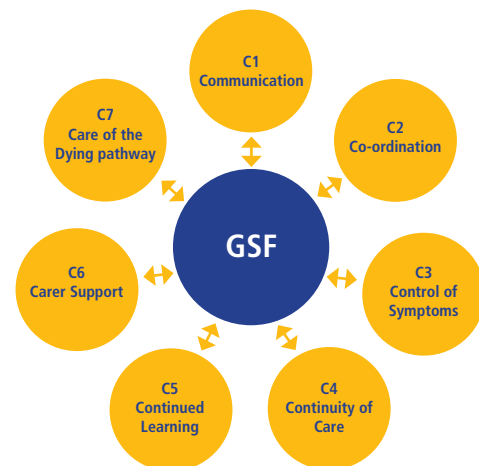 C1
Communication
C2
Co-ordination
C3
Control of
Symptoms
C4
Continuity of
Care
C5
Continued
Learning
C6
Carer Support
C7
Care of the
Dying pathway
GSF